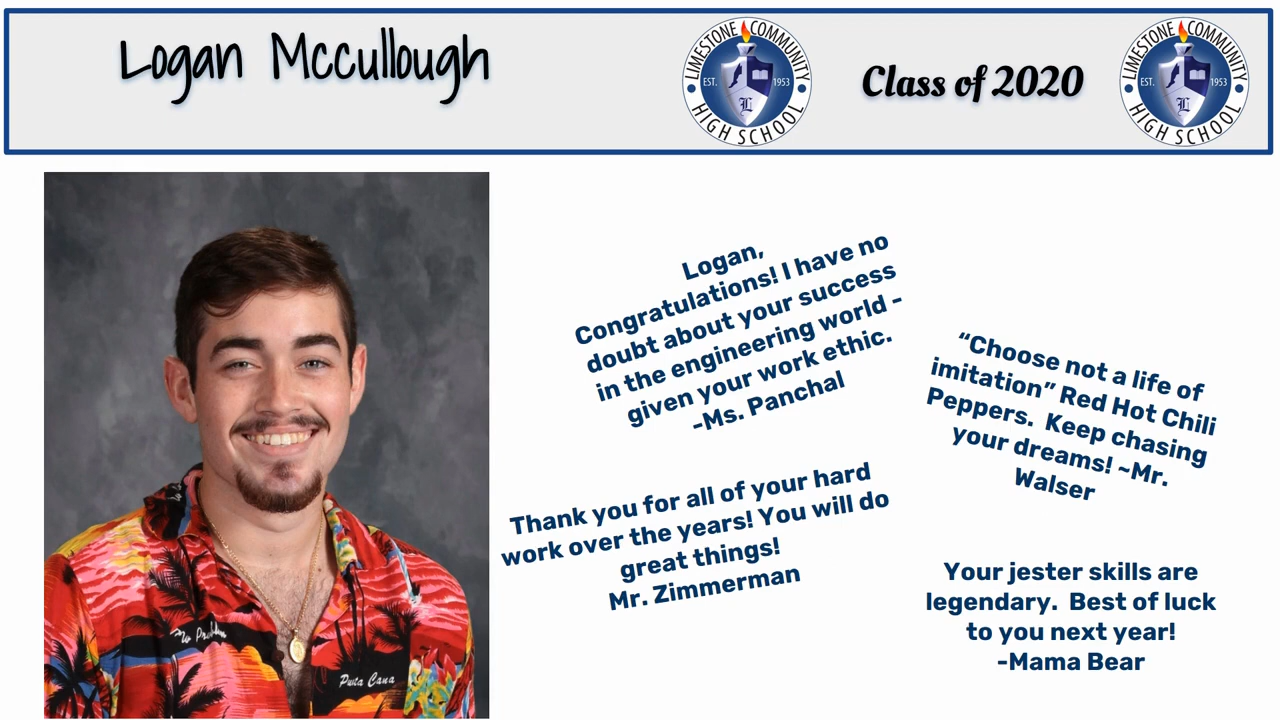 Logan Mccullough
LIMESTONE COMMUNITY
EST. 1953
L
HIGH SCHOOL
Class of 2020
LIMESTONE COMMUNITY
EST. 1953
L
HIGH SCHOOL
Logan,
Congratulations! I have no
doubt about your success
in the engineering world -
given your work ethic.
-Ms. Panchal
“Choose not a life of
imitation” Red Hot Chili
Peppers.  Keep chasing
your dreams! ~Mr.
Walser
Thank you for all of your hard
work over the years! You will do
great things!
Mr. Zimmerman
Your jester skills are
legendary.  Best of luck
to you next year!
-Mama Bear
No Problem
Punta Cana